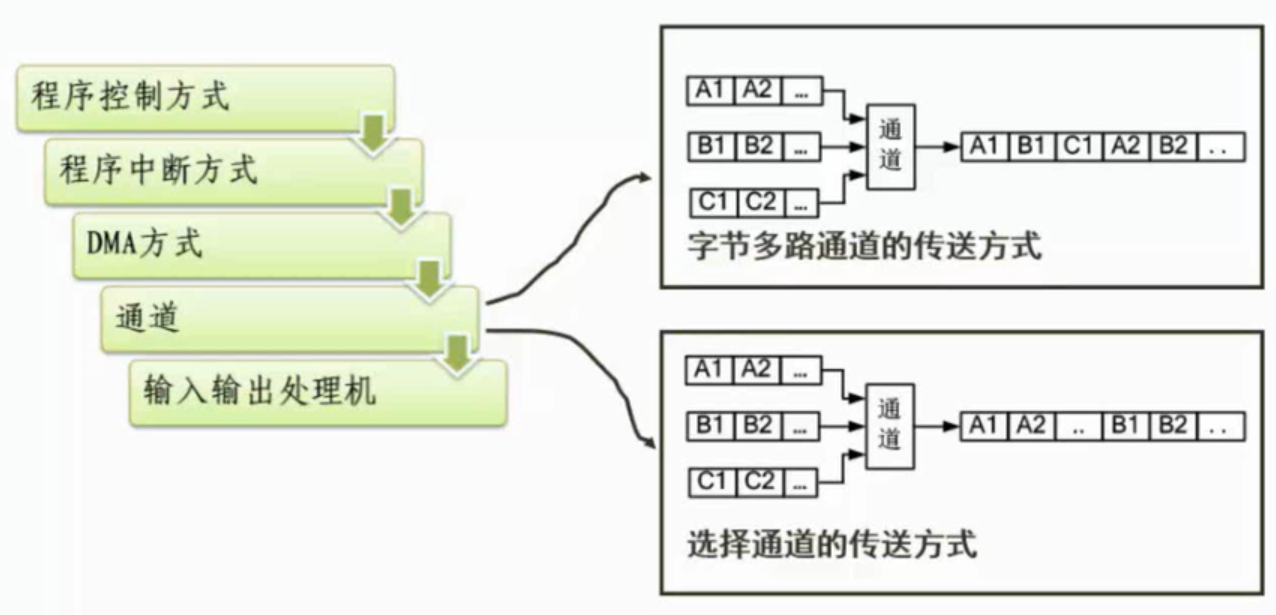 程序控制方式
程序中断方式
DMA方式
通道
输入输出处理机
A1 A2 ...
B1 B2 ...
C1 C2 ...
通道
A1 B1 C1 A2 B2 ..
字节多路通道的传送方式
A1 A2 ...
B1 B2 ...
C1 C2 ...
通道
A1 A2 .. B1 B2 ..
选择通道的传送方式